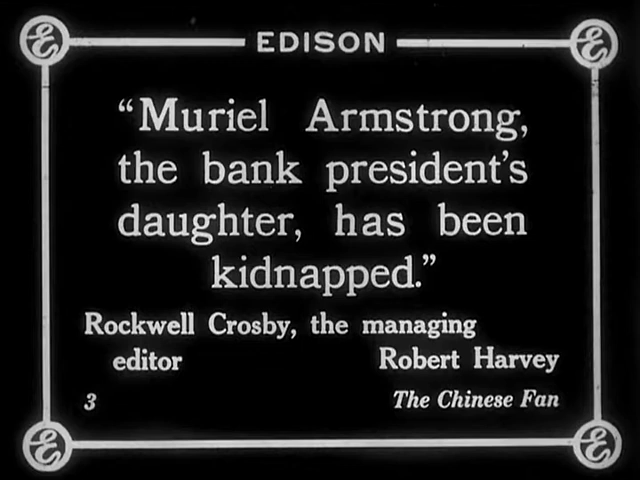 EDISON
“Muriel Armstrong,
the bank president’s
daughter, has been
kidnapped.”
Rockwell Crosby, the managing
editor Robert Harvey
3 The Chinese Fan